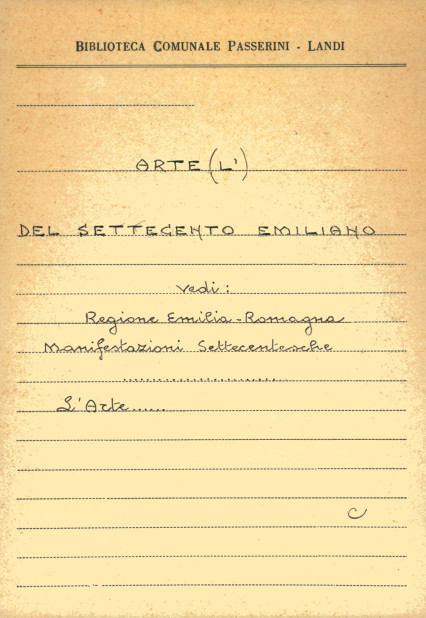 BIBLIOTECA COMUNALE PASSERINI - LANDI
ARTE (L')
DEL SETTECENTO EMILIANO
vedi:
Regione Emilia-Romagna
Manifestazioni Settecentesche
........................
L'Arte......
C